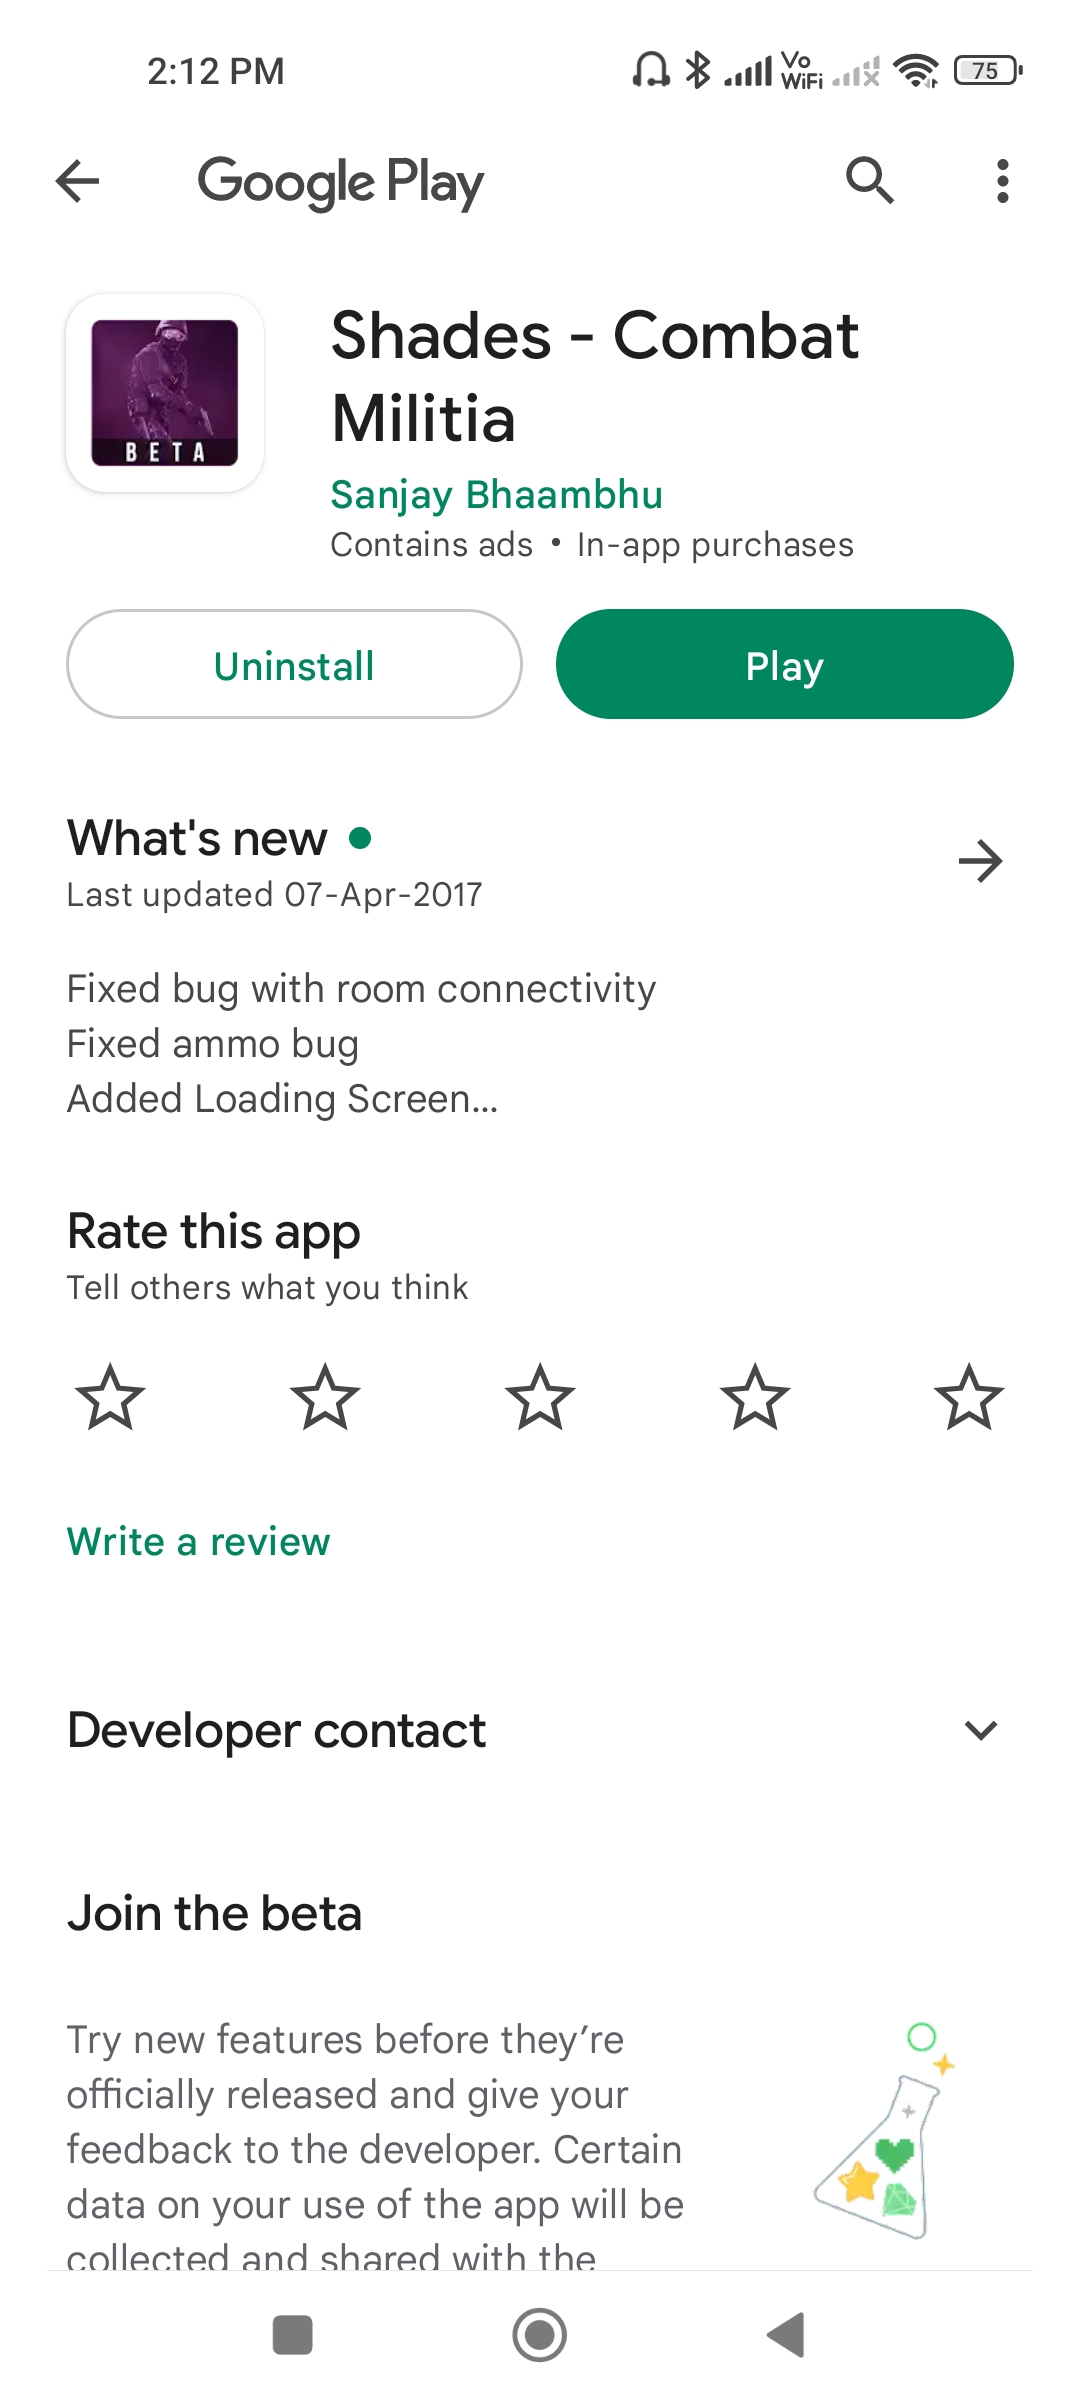 2:12 PM
Vo
WiFi
75
Google Play
Shades - Combat
Militia
BETA
Sanjay Bhaambhu
Contains ads • In-app purchases
Uninstall
Play
What's new
Last updated 07-Apr-2017
Fixed bug with room connectivity
Fixed ammo bug
Added Loading Screen...
Rate this app
Tell others what you think
Write a review
Developer contact
Join the beta
Try new features before they′re
officially released and give your
feedback to the developer. Certain
data on your use of the app will be
collected and shared with the